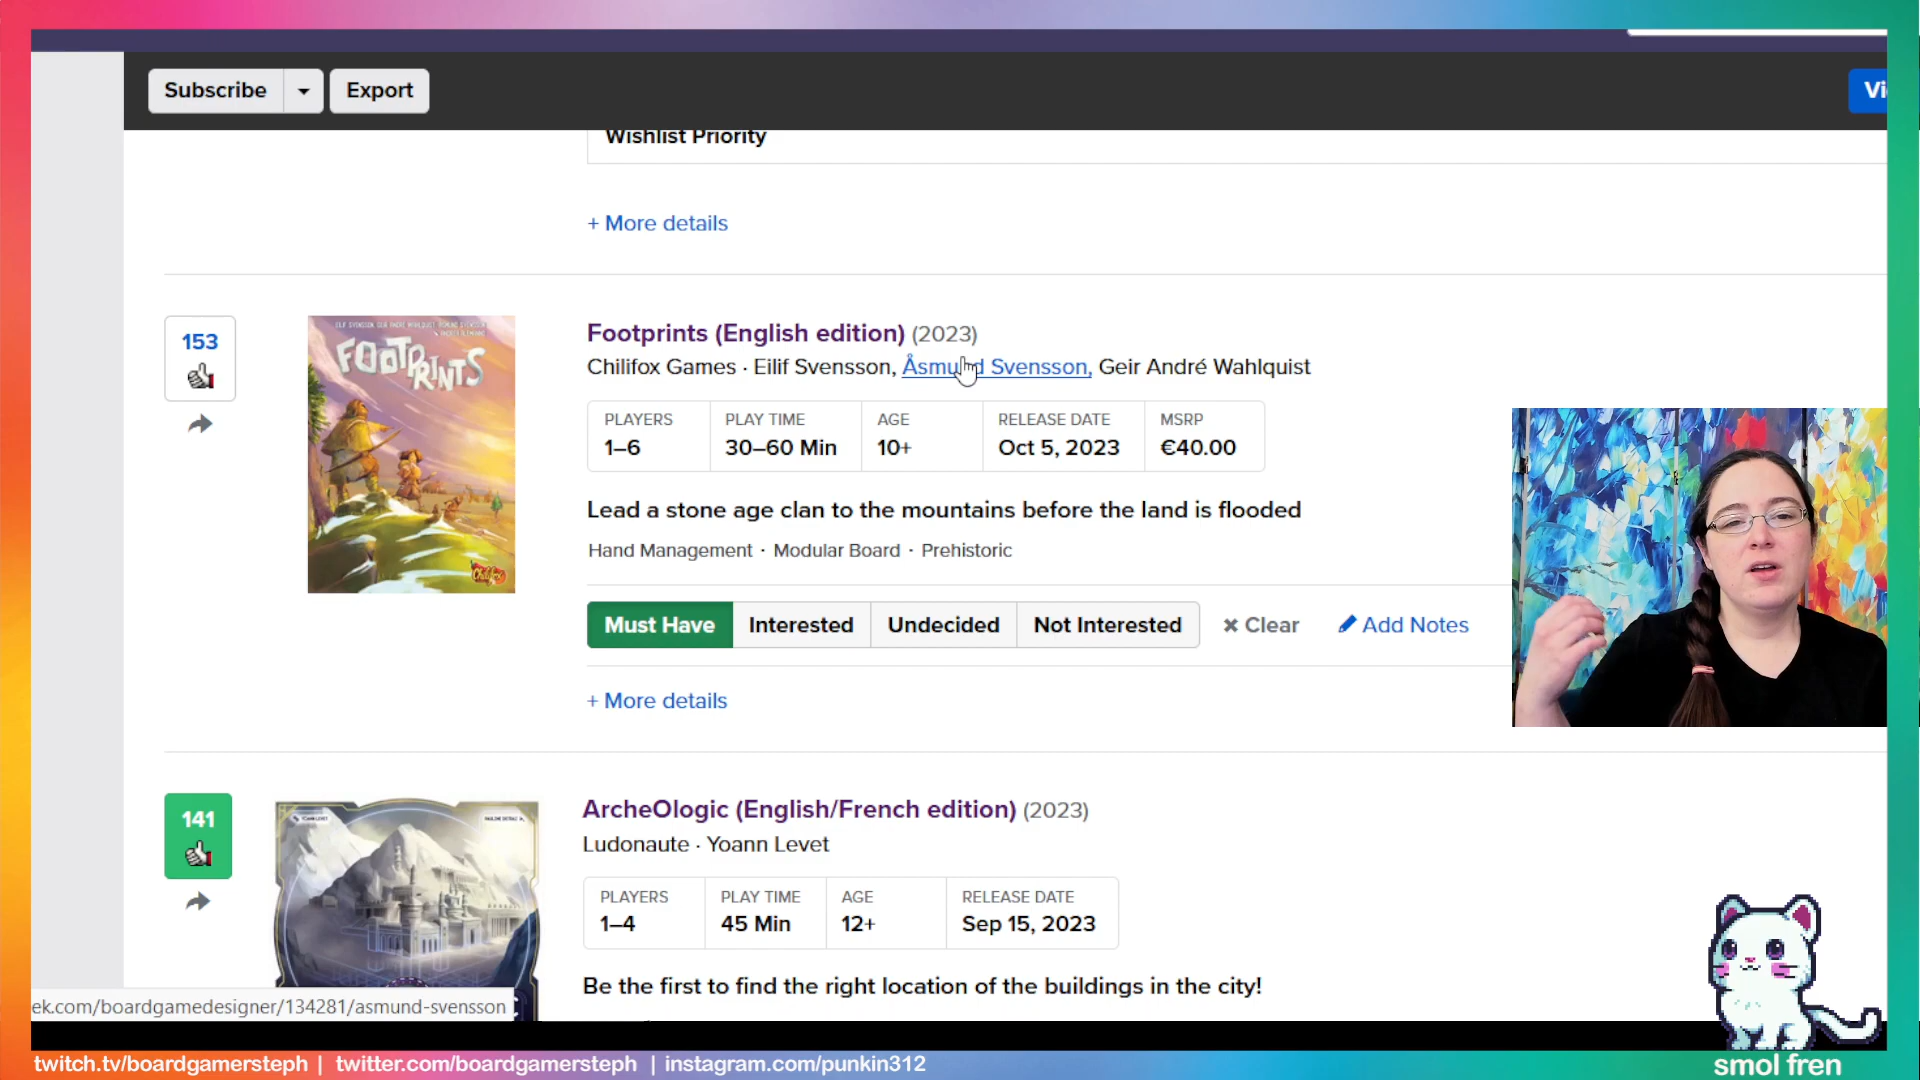 Subscribe
Export
Vi
Wishlist Priority
+ More details
153
FOOTPRINTS
Chilifox
Footprints (English edition) (2023)
Chilifox Games · Eilif Svensson, Åsmund Svensson, Geir André Wahlquist
PLAYERS PLAY TIME AGE RELEASE DATE MSRP
1–6 30–60 Min 10+ Oct 5, 2023 €40.00
Lead a stone age clan to the mountains before the land is flooded
Hand Management · Modular Board · Prehistoric
Must Have Interested Undecided Not Interested ✖ Clear Add Notes
+ More details
141
ArcheOlogic (English/French edition) (2023)
Ludonaute · Yoann Levet
PLAYERS PLAY TIME AGE RELEASE DATE
1–4 45 Min 12+ Sep 15, 2023
Be the first to find the right location of the buildings in the city!
ek.com/boardgamedesigner/134281/asmund-svensson
twitch.tv/boardgamersteph | twitter.com/boardgamersteph | instagram.com/punkin312
smol fren